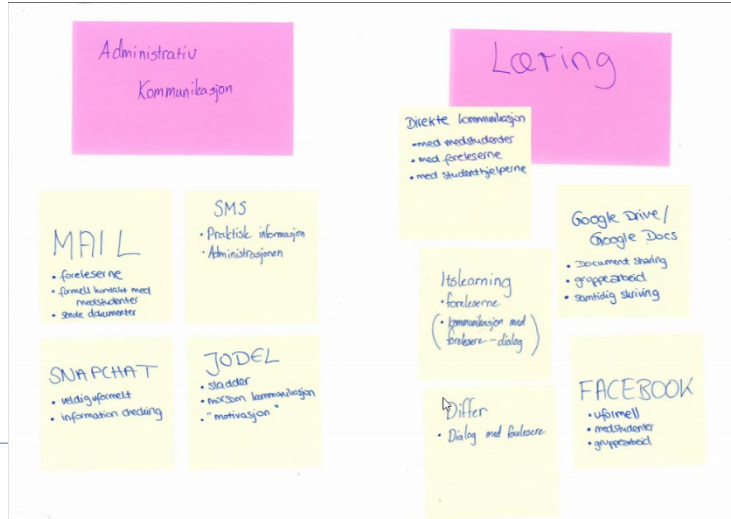 Administrativ
Kommunikasjon
MAIL
• foreleserne
• formell kontakt med
medstudenter
• sende dokumenter
SMS
• Praktisk informasjon
• Administrasjonen
SNAPCHAT
• veldig uformelt
• information checking
JODEL
• sladder
• morsom kommunikasjon
• "motivasjon"
Læring
Direkte kommunikasjon
• med medstudenter
• med foreleserne
• med studenthjelperne
Google Drive/
Google Docs
• Document sharing
• gruppearbeid
• samtidig skriving
Itslearning
• foreleserne
(• kommunikasjon med
forelesere - dialog)
Differ
• Dialog med forelesere
FACEBOOK
• uformell
• medstudenter
• gruppearbeid